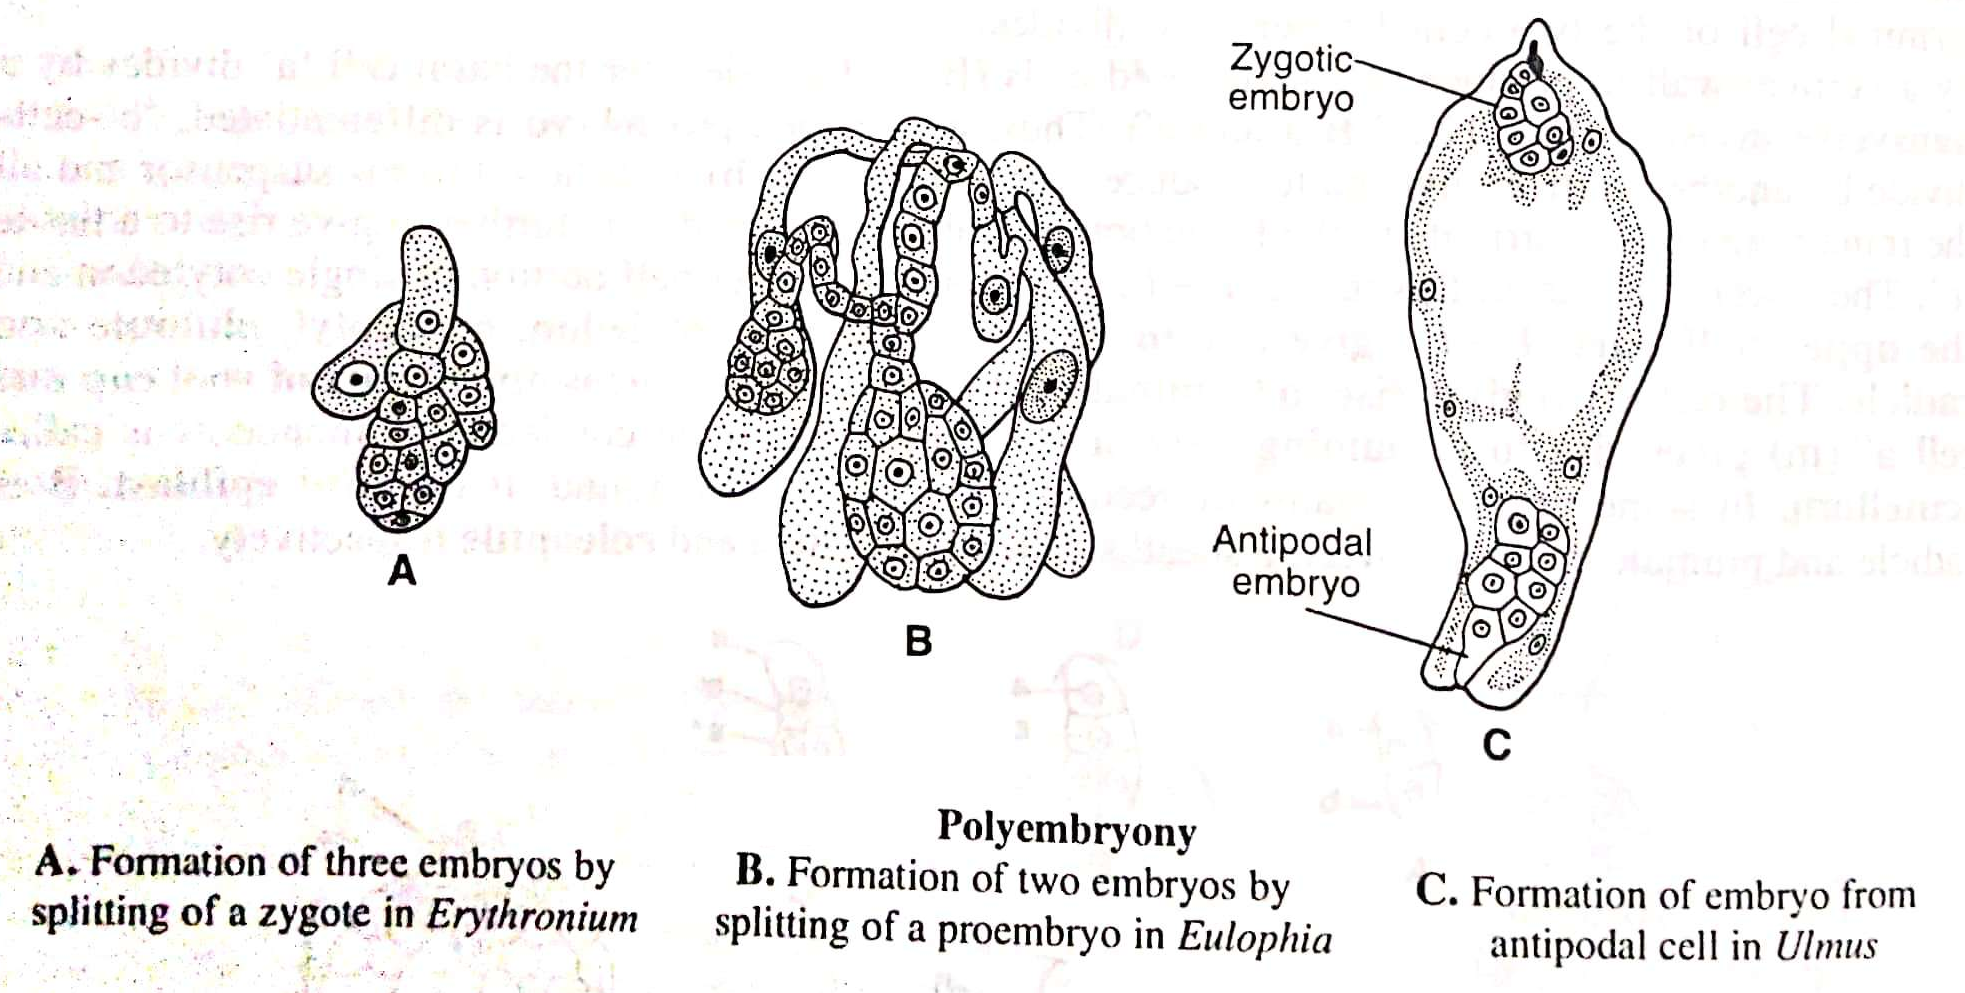 Zygotic
embryo
Antipodal
embryo
A
B
C
Polyembryony
A. Formation of three embryos by
splitting of a zygote in Erythronium
B. Formation of two embryos by
splitting of a proembryo in Eulophia
C. Formation of embryo from
antipodal cell in Ulmus